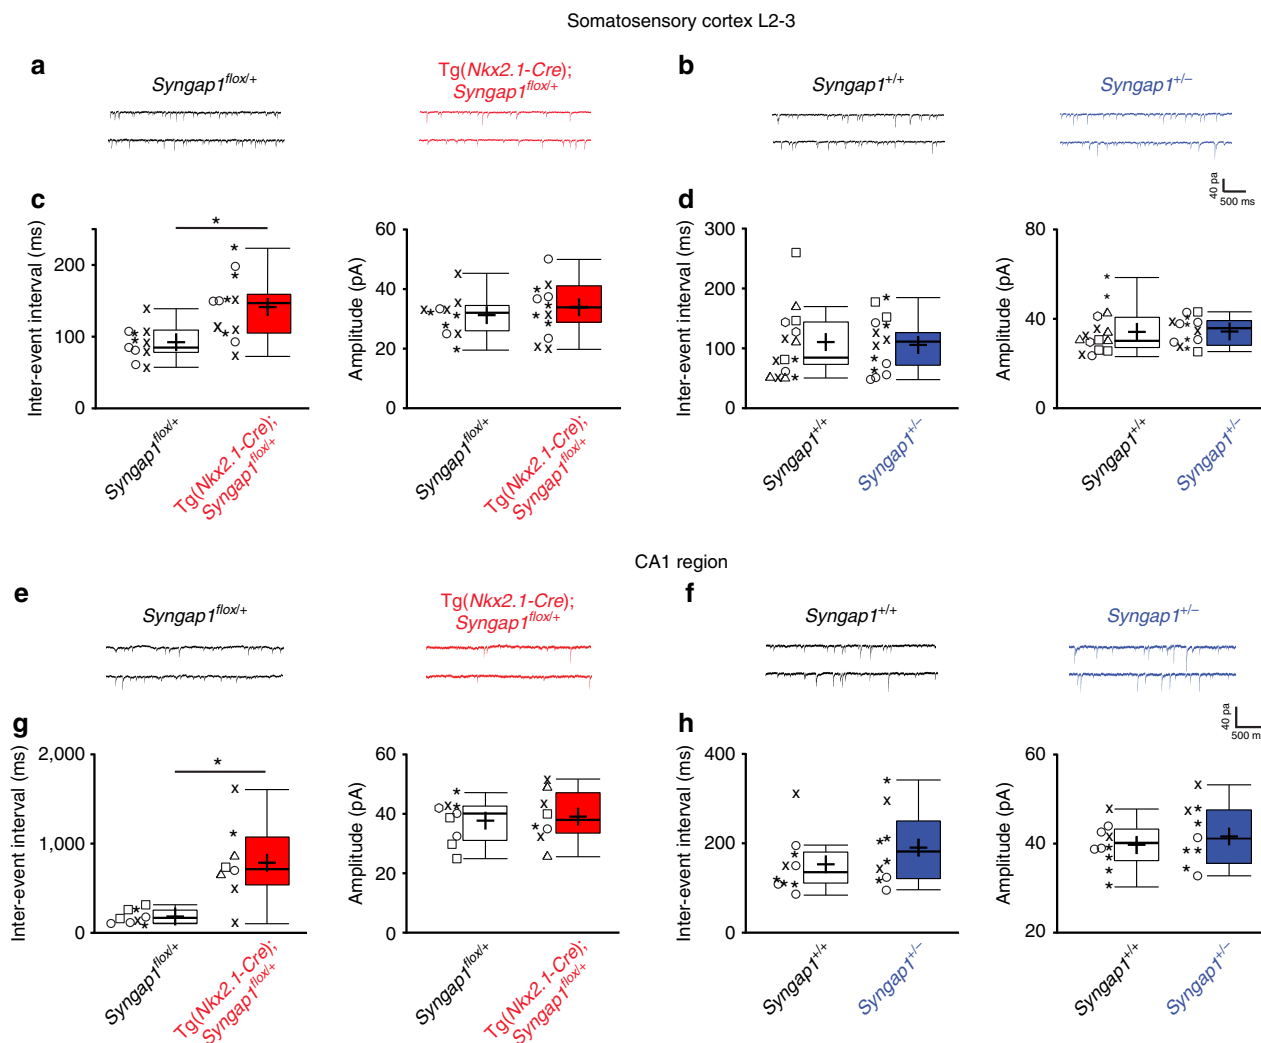 Somatosensory cortex L2-3
a
Syngap1flox/+
Tg(Nkx2.1-Cre);
Syngap1flox/+
b
Syngap1+/+
Syngap1+/−
40 pa
500 ms
c
Inter-event interval (ms)
200
100
0
*
Syngap1flox/+
Tg(Nkx2.1-Cre);
Syngap1flox/+
Amplitude (pA)
60
40
20
0
Syngap1flox/+
Tg(Nkx2.1-Cre);
Syngap1flox/+
d
Inter-event interval (ms)
300
200
100
0
Syngap1+/+
Syngap1+/−
Amplitude (pA)
80
40
0
Syngap1+/+
Syngap1+/−
CA1 region
e
Syngap1flox/+
Tg(Nkx2.1-Cre);
Syngap1flox/+
f
Syngap1+/+
Syngap1+/−
40 pa
500 m
g
Inter-event interval (ms)
2,000
1,000
0
*
Syngap1flox/+
Tg(Nkx2.1-Cre);
Syngap1flox/+
Amplitude (pA)
60
40
20
0
Syngap1flox/+
Tg(Nkx2.1-Cre);
Syngap1flox/+
h
Inter-event interval (ms)
400
200
0
Syngap1+/+
Syngap1+/−
Amplitude (pA)
60
40
20
Syngap1+/+
Syngap1+/−